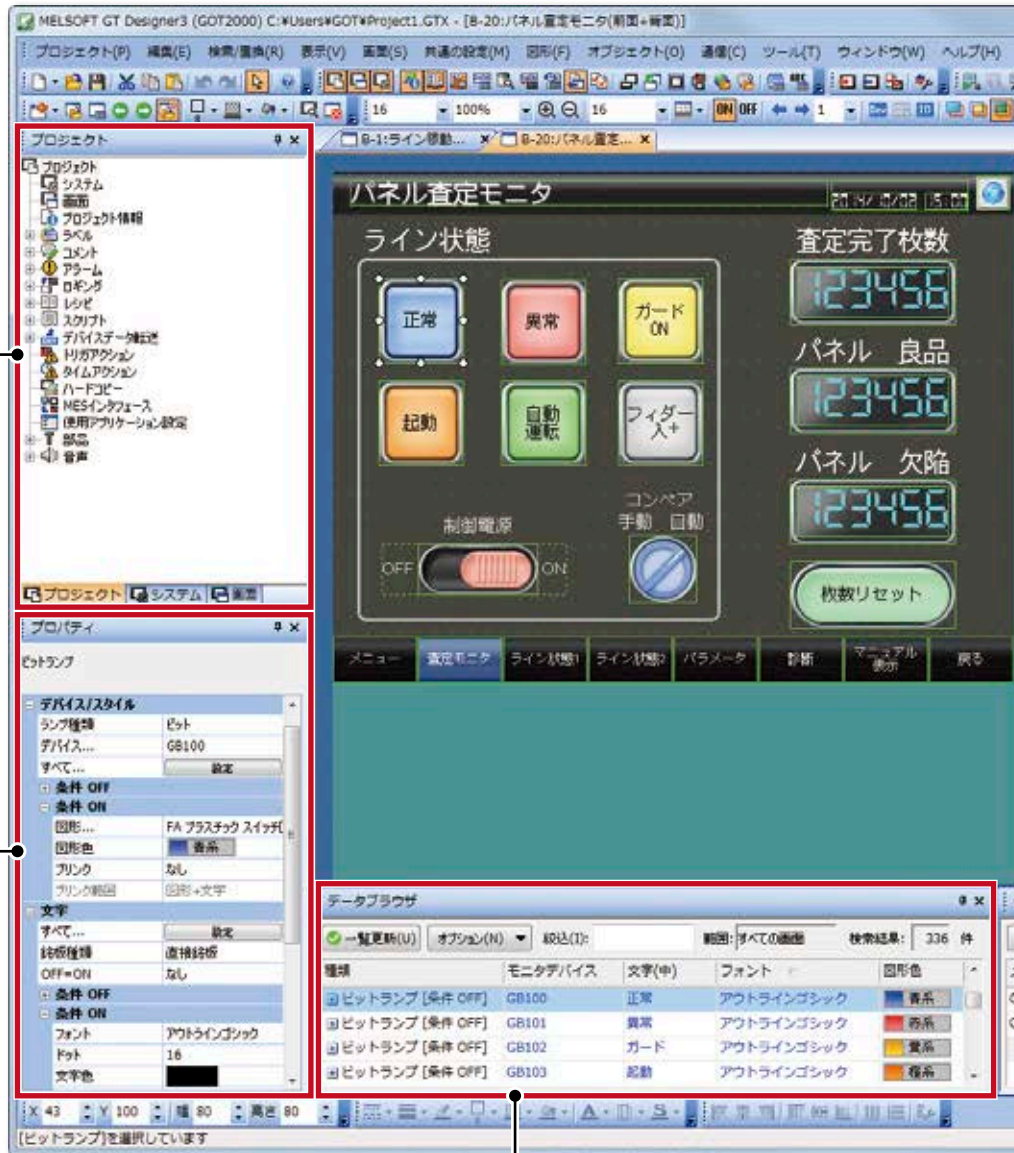 MELSOFT GT Designer3 (GOT2000) C:¥Users¥GOT¥Project1.GTX - [B-20:パネル査定モニタ(前面+背面)]
プロジェクト(P) 編集(E) 検索/置換(R) 表示(V) 画面(S) 共通の設定(M) 図形(F) オブジェクト(O) 通信(C) ツール(T) ウィンドウ(W) ヘルプ(H)
16 100% 16 ON OFF 1
プロジェクト
B-1:ライン移動... B-20:パネル査定...
プロジェクト
システム
画面
プロジェクト情報
ラベル
コメント
アラーム
ロギング
レシピ
スクリプト
デバイスデータ転送
トリガアクション
タイムアクション
ハードコピー
MESインタフェース
使用アプリケーション設定
部品
音声
プロジェクト システム 画面
パネル査定モニタ
ライン状態
正常
異常
ガード
ON
起動
自動
運転
フィダー
入+
制御電源
OFF
ON
コンベア
手動 自動
査定完了枚数
123456
パネル 良品
123456
パネル 欠陥
123456
枚数リセット
メニュー 査定モニタ ライン状態1 ライン状態2 パラメータ 診断 マニュアル
表示 戻る
プロパティ
ビットランプ
デバイス/スタイル
ランプ種類 ビット
デバイス... GB100
すべて... 設定
条件 OFF
条件 ON
図形... FA プラスチック スイッチ
図形色 青系
ブリンク なし
ブリンク範囲 図形+文字
文字
すべて... 設定
銘板種類 直接銘板
OFF=ON なし
条件 OFF
条件 ON
フォント アウトラインゴシック
ドット 16
文字色
データブラウザ
一覧更新(U) オプション(N) 絞込(I): 範囲: すべての画面 検索結果: 336 件
種類 モニタデバイス 文字(中) フォント 図形色
ビットランプ [条件 OFF] GB100 正常 アウトラインゴシック 青系
ビットランプ [条件 OFF] GB101 異常 アウトラインゴシック 赤系
ビットランプ [条件 OFF] GB102 ガード アウトラインゴシック 黄系
ビットランプ [条件 OFF] GB103 起動 アウトラインゴシック 橙系
X 43 Y 100 幅 80 高さ 80
[ビットランプ]を選択しています